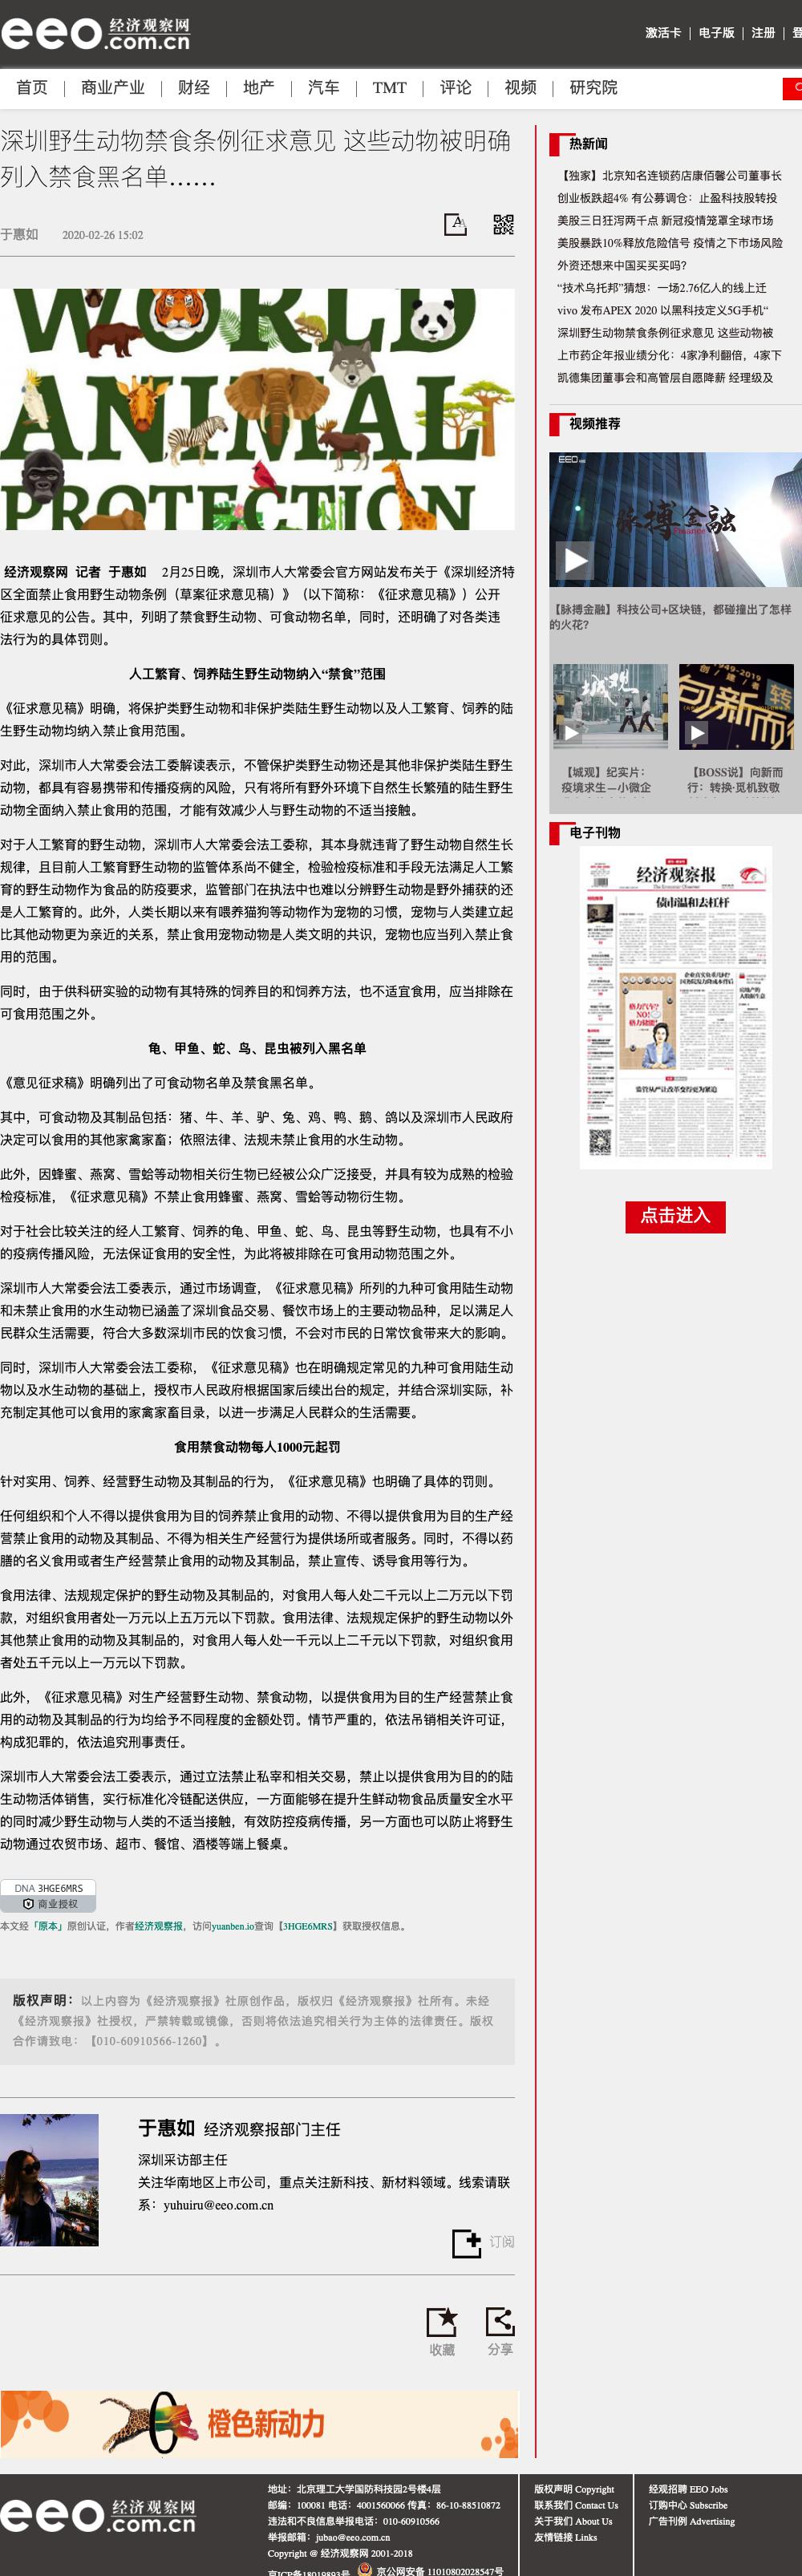 eeo 经济观察网
.com.cn
激活卡 | 电子版 | 注册 | 登
首页 | 商业产业 | 财经 | 地产 | 汽车 | TMT | 评论 | 视频 | 研究院
深圳野生动物禁食条例征求意见 这些动物被明确
列入禁食黑名单……
于惠如 2020-02-26 15:02
WORLD
ANIMAL
PROTECTION
经济观察网 记者 于惠如 2月25日晚，深圳市人大常委会官方网站发布关于《深圳经济特
区全面禁止食用野生动物条例（草案征求意见稿）》（以下简称：《征求意见稿》）公开
征求意见的公告。其中，列明了禁食野生动物、可食动物名单，同时，还明确了对各类违
法行为的具体罚则。
人工繁育、饲养陆生野生动物纳入“禁食”范围
《征求意见稿》明确，将保护类野生动物和非保护类陆生野生动物以及人工繁育、饲养的陆
生野生动物均纳入禁止食用范围。
对此，深圳市人大常委会法工委解读表示，不管保护类野生动物还是其他非保护类陆生野生
动物，都具有容易携带和传播疫病的风险，只有将所有野外环境下自然生长繁殖的陆生野生
动物全面纳入禁止食用的范围，才能有效减少人与野生动物的不适当接触。
对于人工繁育的野生动物，深圳市人大常委会法工委称，其本身就违背了野生动物自然生长
规律，且目前人工繁育野生动物的监管体系尚不健全，检验检疫标准和手段无法满足人工繁
育的野生动物作为食品的防疫要求，监管部门在执法中也难以分辨野生动物是野外捕获的还
是人工繁育的。此外，人类长期以来有喂养猫狗等动物作为宠物的习惯，宠物与人类建立起
比其他动物更为亲近的关系，禁止食用宠物动物是人类文明的共识，宠物也应当列入禁止食
用的范围。
同时，由于供科研实验的动物有其特殊的饲养目的和饲养方法，也不适宜食用，应当排除在
可食用范围之外。
龟、甲鱼、蛇、鸟、昆虫被列入黑名单
《意见征求稿》明确列出了可食动物名单及禁食黑名单。
其中，可食动物及其制品包括：猪、牛、羊、驴、兔、鸡、鸭、鹅、鸽以及深圳市人民政府
决定可以食用的其他家禽家畜；依照法律、法规未禁止食用的水生动物。
此外，因蜂蜜、燕窝、雪蛤等动物相关衍生物已经被公众广泛接受，并具有较为成熟的检验
检疫标准，《征求意见稿》不禁止食用蜂蜜、燕窝、雪蛤等动物衍生物。
对于社会比较关注的经人工繁育、饲养的龟、甲鱼、蛇、鸟、昆虫等野生动物，也具有不小
的疫病传播风险，无法保证食用的安全性，为此将被排除在可食用动物范围之外。
深圳市人大常委会法工委表示，通过市场调查，《征求意见稿》所列的九种可食用陆生动物
和未禁止食用的水生动物已涵盖了深圳食品交易、餐饮市场上的主要动物品种，足以满足人
民群众生活需要，符合大多数深圳市民的饮食习惯，不会对市民的日常饮食带来大的影响。
同时，深圳市人大常委会法工委称，《征求意见稿》也在明确规定常见的九种可食用陆生动
物以及水生动物的基础上，授权市人民政府根据国家后续出台的规定，并结合深圳实际，补
充制定其他可以食用的家禽家畜目录，以进一步满足人民群众的生活需要。
食用禁食动物每人1000元起罚
针对实用、饲养、经营野生动物及其制品的行为，《征求意见稿》也明确了具体的罚则。
任何组织和个人不得以提供食用为目的饲养禁止食用的动物、不得以提供食用为目的生产经
营禁止食用的动物及其制品、不得为相关生产经营行为提供场所或者服务。同时，不得以药
膳的名义食用或者生产经营禁止食用的动物及其制品，禁止宣传、诱导食用等行为。
食用法律、法规规定保护的野生动物及其制品的，对食用人每人处二千元以上二万元以下罚
款，对组织食用者处一万元以上五万元以下罚款。食用法律、法规规定保护的野生动物以外
其他禁止食用的动物及其制品的，对食用人每人处一千元以上二千元以下罚款，对组织食用
者处五千元以上一万元以下罚款。
此外，《征求意见稿》对生产经营野生动物、禁食动物，以提供食用为目的生产经营禁止食
用的动物及其制品的行为均给予不同程度的金额处罚。情节严重的，依法吊销相关许可证，
构成犯罪的，依法追究刑事责任。
深圳市人大常委会法工委表示，通过立法禁止私宰和相关交易，禁止以提供食用为目的的陆
生动物活体销售，实行标准化冷链配送供应，一方面能够在提升生鲜动物食品质量安全水平
的同时减少野生动物与人类的不适当接触，有效防控疫病传播，另一方面也可以防止将野生
动物通过农贸市场、超市、餐馆、酒楼等端上餐桌。
DNA 3HGE6MRS
商业授权
本文经「原本」原创认证，作者经济观察报，访问yuanben.io查询【3HGE6MRS】获取授权信息。
版权声明：以上内容为《经济观察报》社原创作品，版权归《经济观察报》社所有。未经
《经济观察报》社授权，严禁转载或镜像，否则将依法追究相关行为主体的法律责任。版权
合作请致电：【010-60910566-1260】。
于惠如 经济观察报部门主任
深圳采访部主任
关注华南地区上市公司，重点关注新科技、新材料领域。线索请联
系：yuhuiru@eeo.com.cn
订阅
收藏 分享
橙色新动力
热新闻
【独家】北京知名连锁药店康佰馨公司董事长
创业板跌超4% 有公募调仓：止盈科技股转投
美股三日狂泻两千点 新冠疫情笼罩全球市场
美股暴跌10%释放危险信号 疫情之下市场风险
外资还想来中国买买买吗？
“技术乌托邦”猜想：一场2.76亿人的线上迁
vivo 发布APEX 2020 以黑科技定义5G手机“
深圳野生动物禁食条例征求意见 这些动物被
上市药企年报业绩分化：4家净利翻倍，4家下
凯德集团董事会和高管层自愿降薪 经理级及
视频推荐
EEO
脉搏金融
Finance
【脉搏金融】科技公司+区块链，都碰撞出了怎样
的火花？
城观
1949-2019
创 建
向新而行
转
【城观】纪实片：
疫境求生—小微企
【BOSS说】向新而
行：转换·觅机致敬
电子刊物
经济观察报
债市温和去杠杆
格力汽车?
NO!
格力储能!
监管从严让改革变得更为紧迫
点击进入
eeo 经济观察网
.com.cn
地址：北京理工大学国防科技园2号楼4层
邮编：100081 电话：4001560066 传真：86-10-88510872
违法和不良信息举报电话：010-60910566
举报邮箱：jubao@eeo.com.cn
Copyright @ 经济观察网 2001-2018
京ICP备18019893号 京公网安备 11010802028547号
版权声明 Copyright
联系我们 Contact Us
关于我们 About Us
友情链接 Links
经观招聘 EEO Jobs
订购中心 Subscribe
广告刊例 Advertising